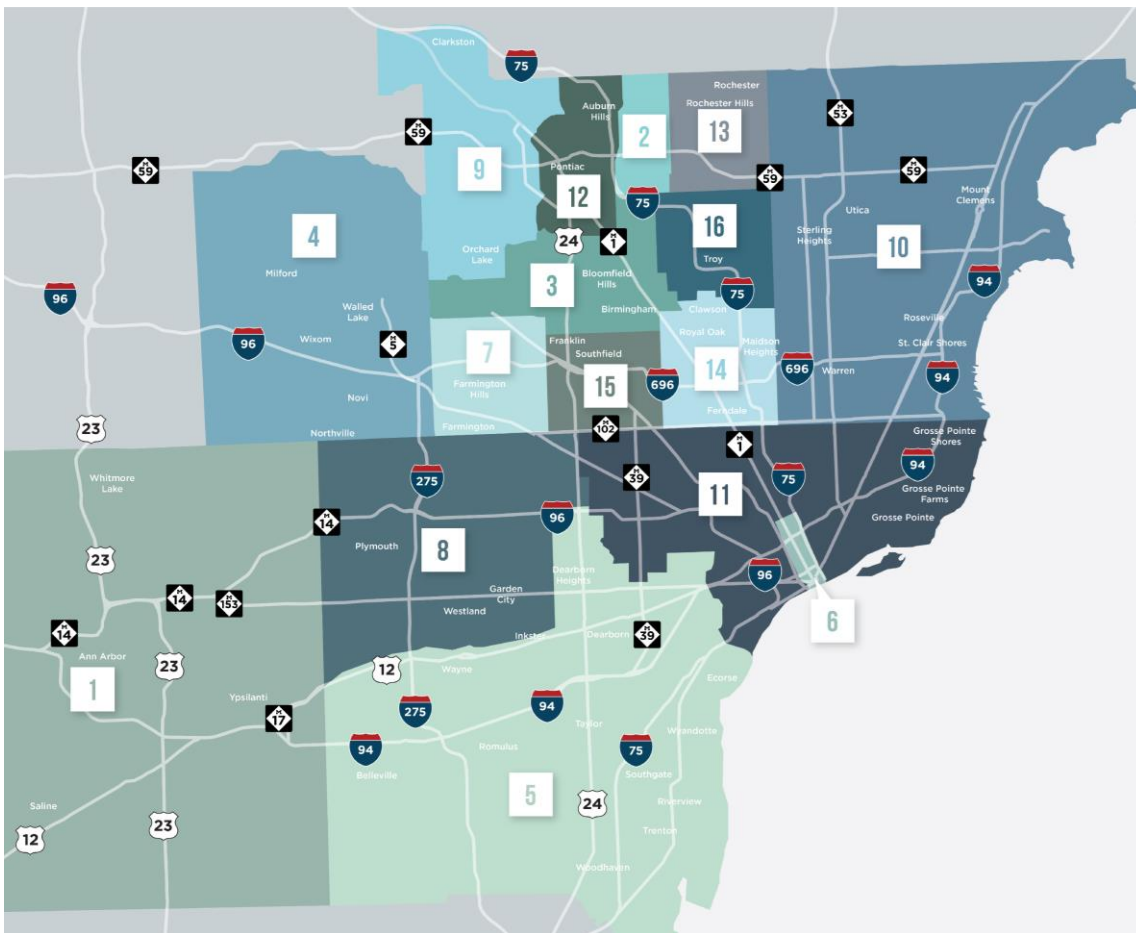 Clarkston
75
Rochester
Auburn
Hills
Rochester Hills
M
53
2
13
M
59
9
M
59
Pontiac
M
59
M
59
12
Mount
Clemens
75
4
16
Utica
24
M
1
Sterling
Heights
10
Orchard
Lake
Troy
Milford
Bloomfield
Hills
3
94
96
75
Walled
Lake
Birmingham
Clawson
Roseville
Royal Oak
Wixom
96
M
5
7
Franklin
Maidson
Heights
St. Clair Shores
Southfield
15
696
14
696
Warren
94
Farmington
Hills
Novi
Ferndale
23
Northville
Farmington
M
102
M
1
Grosse Pointe
Shores
94
Whitmore
Lake
275
M
39
75
Grosse Pointe
Farms
11
M
14
96
Grosse Pointe
8
Plymouth
23
Dearborn
Heights
96
M
14
M
153
Garden
City
Westland
6
M
14
Inkster
Dearborn
M
39
Ann Arbor
23
12
Wayne
Ecorse
1
Ypsilanti
M
17
275
94
Taylor
Wyandotte
94
Romulus
75
Belleville
Southgate
5
24
Riverview
Saline
12
23
Trenton
Woodhaven